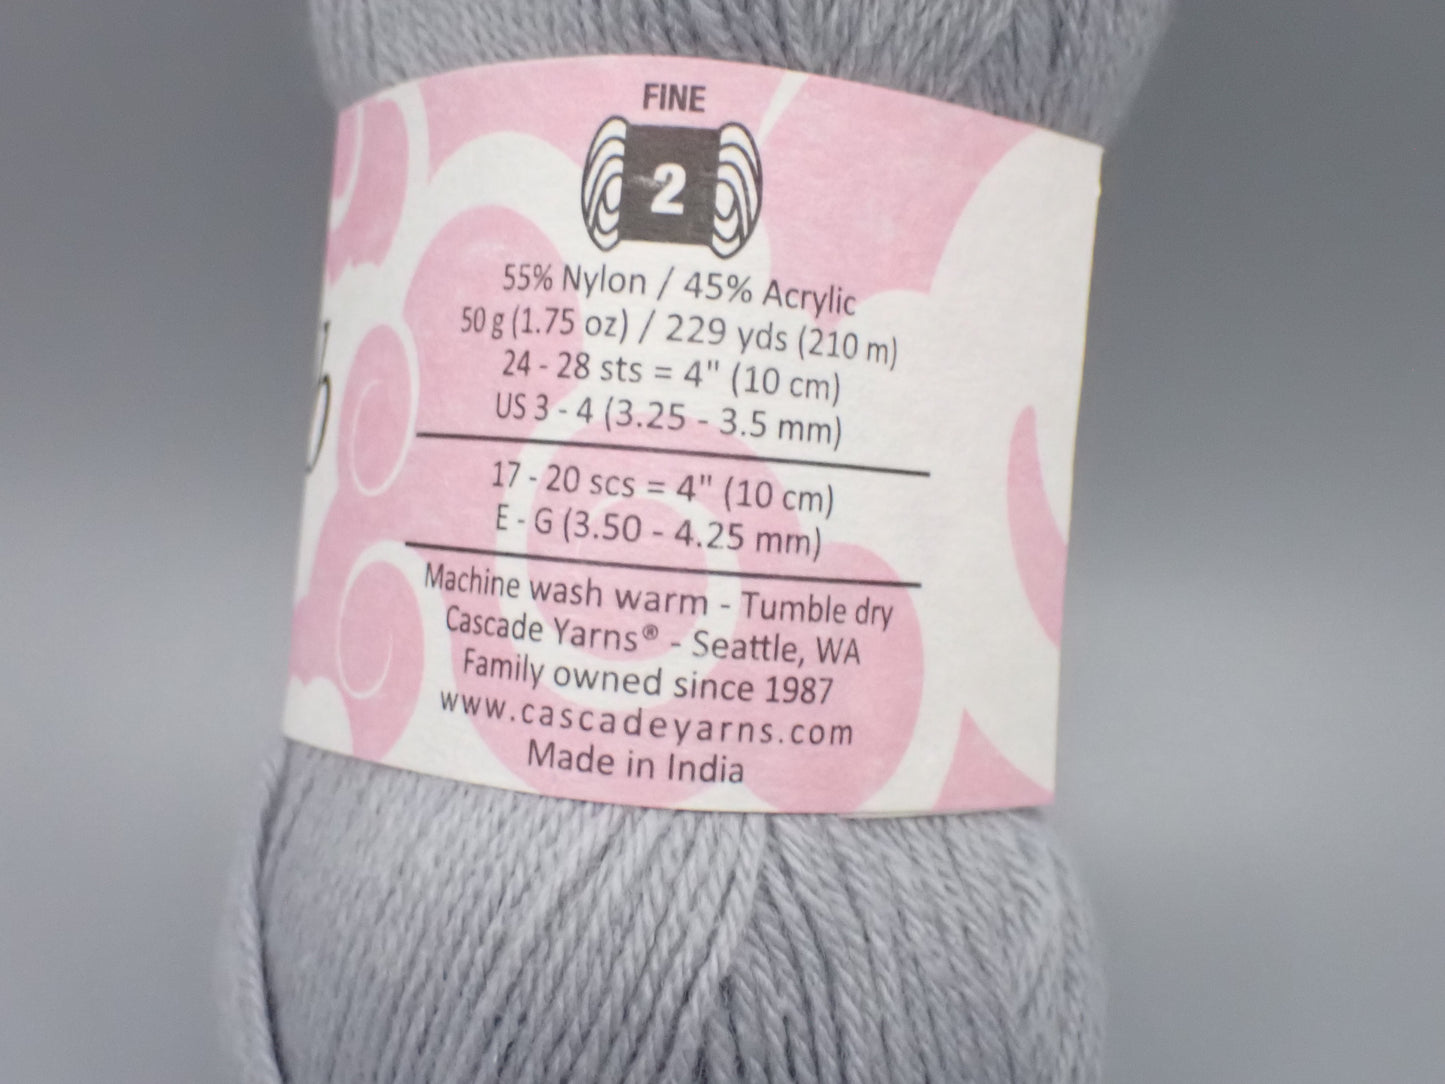 FINE
2
55% Nylon / 45% Acrylic
50 g (1.75 oz) / 229 yds (210 m)
24 - 28 sts = 4" (10 cm)
US 3 - 4 (3.25 - 3.5 mm)
17 - 20 scs = 4" (10 cm)
E - G (3.50 - 4.25 mm)
Machine wash warm - Tumble dry
Cascade Yarns® - Seattle, WA
Family owned since 1987
www.cascadeyarns.com
Made in India